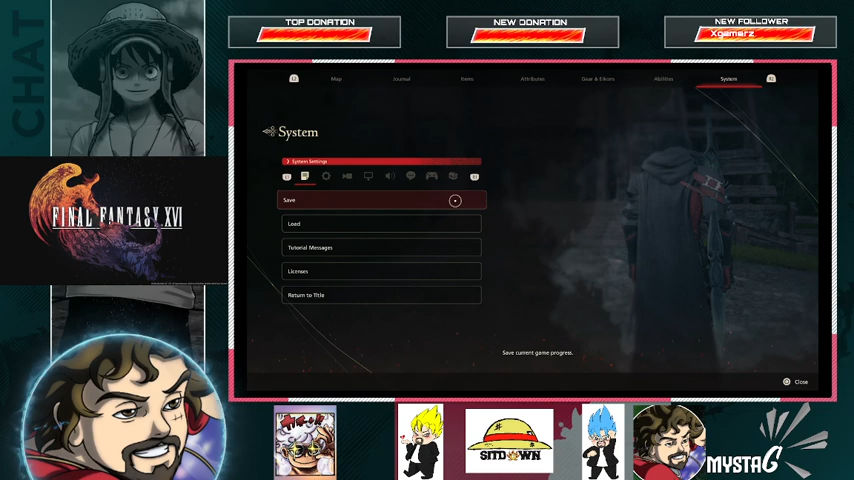 CHAT
TOP DONATION
NEW DONATION
NEW FOLLOWER
Xgamerz
Map
Journal
Items
Attributes
Gear & Eikons
Abilities
System
System
System Settings
Save
Load
Tutorial Messages
Licenses
Return to Title
Save current game progress.
Close
FINAL FANTASY XVI
SITDOWN
MYSTAG